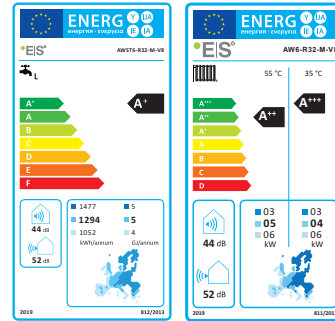 ENERG Y IJA
енергия · ενεργεια IE IA
E|S
AWST6-R32-M-V8
L
A+
A
B
C
D
E
F
A+
44 dB
52 dB
1477 5
1294 5
1052 4
kWh/annum GJ/annum
2019 812/2013
ENERG Y IJA
енергия · ενεργεια IE IA
E|S
AW6-R32-M-V8
55 °C 35 °C
A+++
A++
A+
A
B
C
D
A++
A+++
44 dB
52 dB
03 03
05 04
06 06
kW kW
2019 811/2013